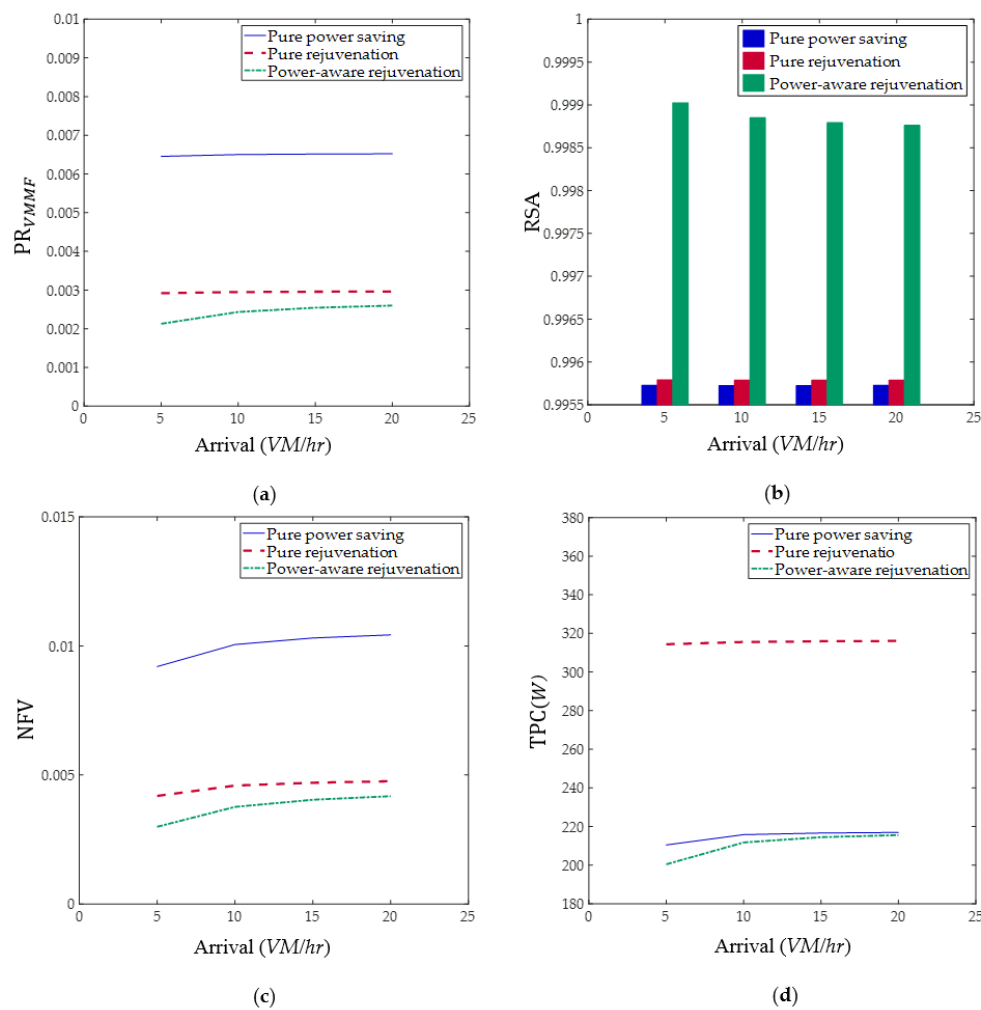 0.01
0.009
0.008
0.007
0.006
0.005
0.004
0.003
0.002
0.001
0
PR_VMMF
Pure power saving
Pure rejuvenation
Power-aware rejuvenation
0 5 10 15 20 25
Arrival (VM/hr)
(a)
1
0.9995
0.999
0.9985
0.998
0.9975
0.997
0.9965
0.996
0.9955
RSA
Pure power saving
Pure rejuvenation
Power-aware rejuvenation
0 5 10 15 20 25
Arrival (VM/hr)
(b)
0.015
0.01
0.005
0
NFV
Pure power saving
Pure rejuvenation
Power-aware rejuvenation
0 5 10 15 20 25
Arrival (VM/hr)
(c)
380
360
340
320
300
280
260
240
220
200
180
TPC(W)
Pure power saving
Pure rejuvenatio
Power-aware rejuvenation
0 5 10 15 20 25
Arrival (VM/hr)
(d)